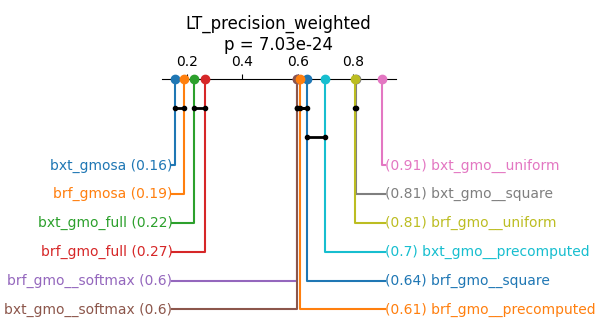 LT_precision_weighted
p = 7.03e-24
0.2 0.4 0.6 0.8
bxt_gmosa (0.16)
(0.91) bxt_gmo__uniform
brf_gmosa (0.19)
(0.81) bxt_gmo__square
bxt_gmo_full (0.22)
(0.81) brf_gmo__uniform
brf_gmo_full (0.27)
(0.7) bxt_gmo__precomputed
brf_gmo__softmax (0.6)
(0.64) brf_gmo__square
bxt_gmo__softmax (0.6)
(0.61) brf_gmo__precomputed